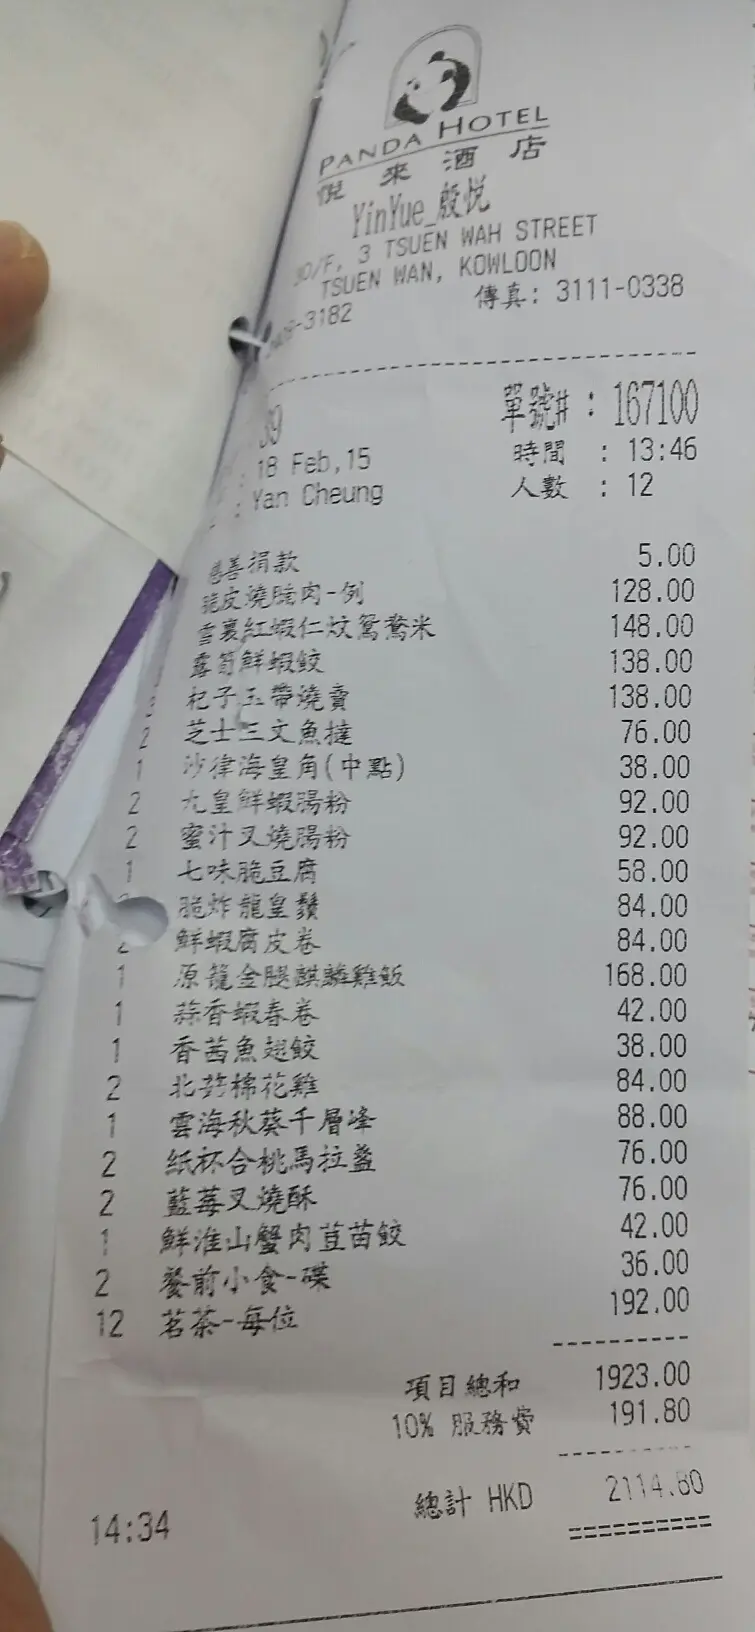 PANDA HOTEL
悅來酒店
YinYue_殷悦
30/F, 3 TSUEN WAH STREET
TSUEN WAN, KOWLOON
-3182 傳真: 3111-0338
39 單號# : 167100
: 18 Feb,15 時間 : 13:46
: Yan Cheung 人數 : 12
慈善捐款 5.00
脆皮燒腩肉-例 128.00
雪裏紅蝦仁炆鴛鴦米 148.00
露筍鮮蝦餃 138.00
3 杞子玉帶燒賣 138.00
2 芝士三文魚撻 76.00
1 沙律海皇角(中點) 38.00
2 九皇鮮蝦腸粉 92.00
2 蜜汁叉燒腸粉 92.00
1 七味脆豆腐 58.00
脆炸龍皇鬚 84.00
2 鮮蝦腐皮卷 84.00
1 原籠金腿麒麟雞飯 168.00
1 蒜香蝦春卷 42.00
1 香茜魚翅餃 38.00
2 北菇棉花雞 84.00
1 雲海秋葵千層峰 88.00
2 纸杯合桃馬拉盞 76.00
2 藍莓叉燒酥 76.00
1 鮮淮山蟹肉荳苗餃 42.00
2 餐前小食-碟 36.00
12 茗茶-每位 192.00
項目總和 1923.00
10% 服務費 191.80
總計 HKD 2114.80
14:34